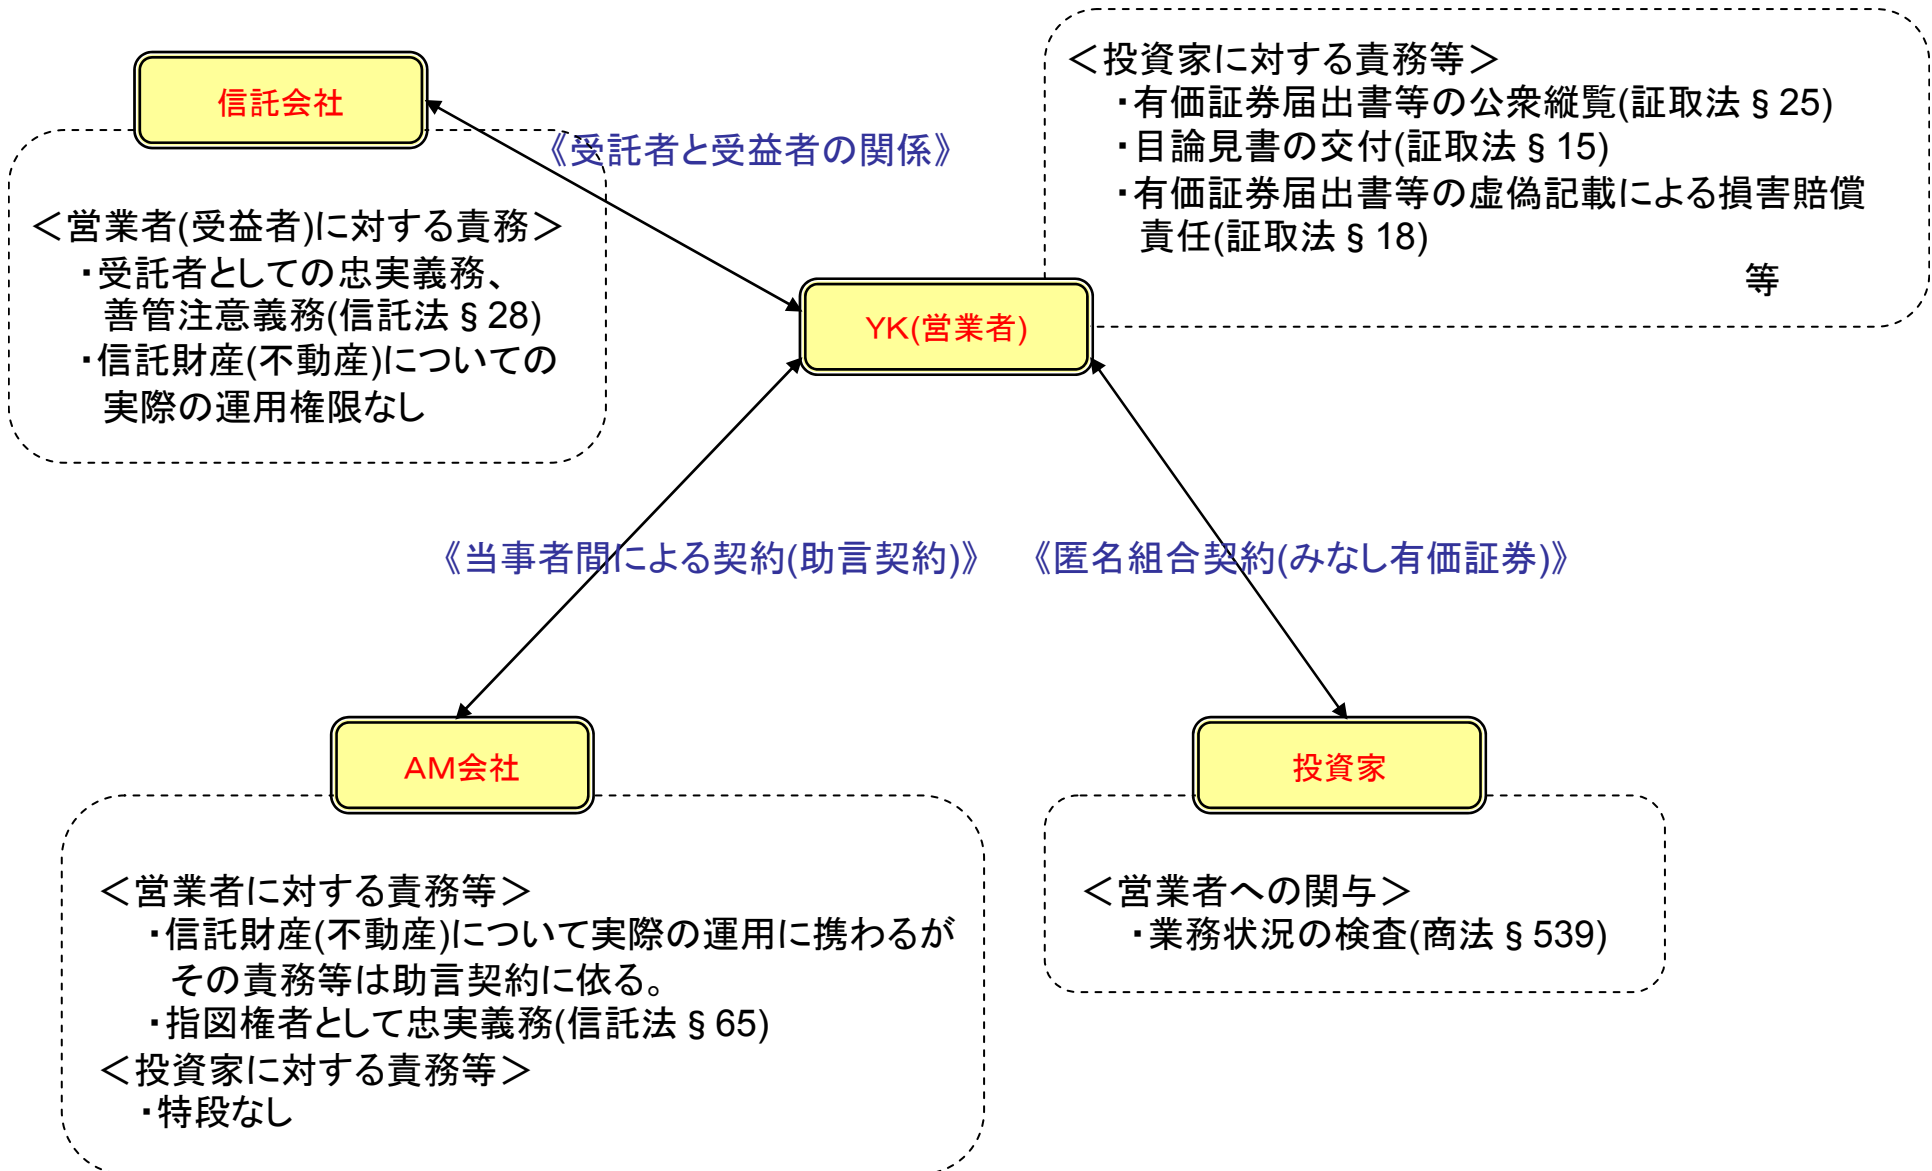 信託会社
《受託者と受益者の関係》
＜営業者(受益者)に対する責務＞
・受託者としての忠実義務、
善管注意義務(信託法§28)
・信託財産(不動産)についての
実際の運用権限なし
＜投資家に対する責務等＞
・有価証券届出書等の公衆縦覧(証取法§25)
・目論見書の交付(証取法§15)
・有価証券届出書等の虚偽記載による損害賠償
責任(証取法§18)
等
YK(営業者)
《当事者間による契約(助言契約)》
《匿名組合契約(みなし有価証券)》
AM会社
＜営業者に対する責務等＞
・信託財産(不動産)について実際の運用に携わるが
その責務等は助言契約に依る。
・指図権者として忠実義務(信託法§65)
＜投資家に対する責務等＞
・特段なし
投資家
＜営業者への関与＞
・業務状況の検査(商法§539)